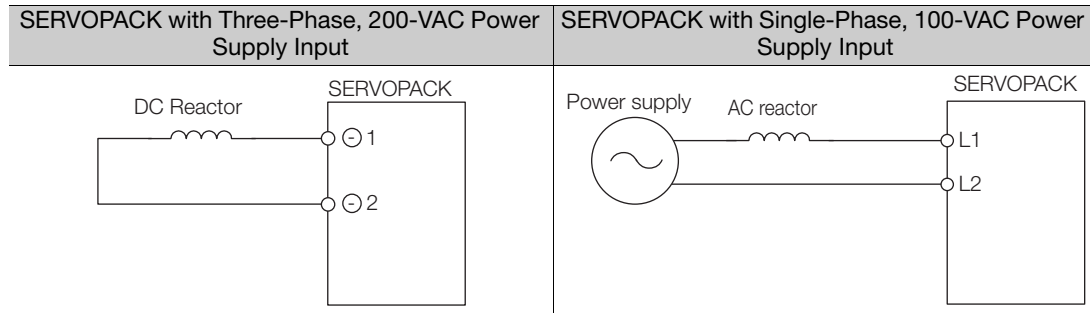 SERVOPACK with Three-Phase, 200-VAC Power
Supply Input
SERVOPACK with Single-Phase, 100-VAC Power
Supply Input
DC Reactor
SERVOPACK
⊖ 1
⊖ 2
Power supply
AC reactor
SERVOPACK
L1
L2